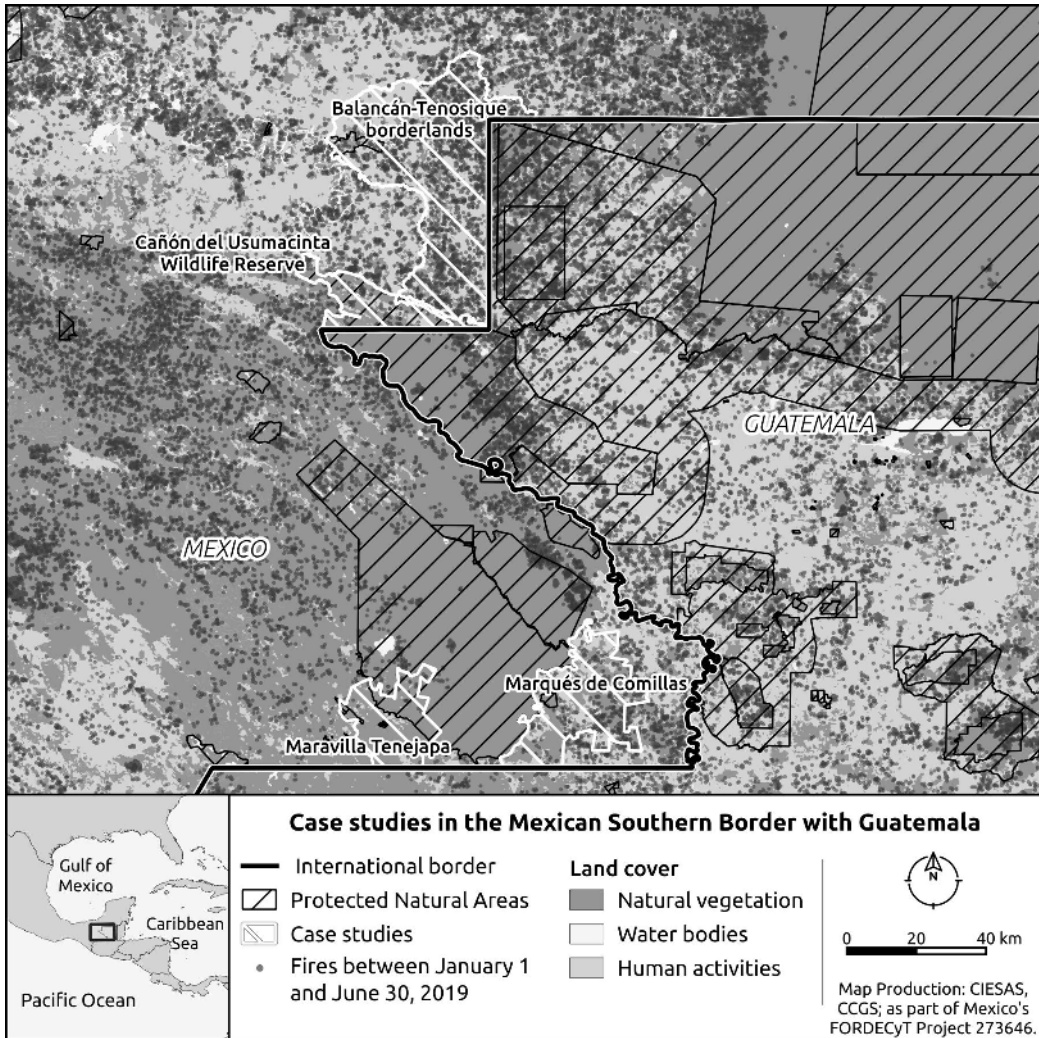 Balancán-Tenosique
borderlands
Cañón del Usumacinta
Wildlife Reserve
GUATEMALA
MEXICO
Marqués de Comillas
Maravilla Tenejapa
Gulf of
Mexico
Caribbean
Sea
Pacific Ocean
Case studies in the Mexican Southern Border with Guatemala
International border
Protected Natural Areas
Case studies
Fires between January 1
and June 30, 2019
Land cover
Natural vegetation
Water bodies
Human activities
N
0 20 40 km
Map Production: CIESAS,
CCGS; as part of Mexico's
FORDECyT Project 273646.